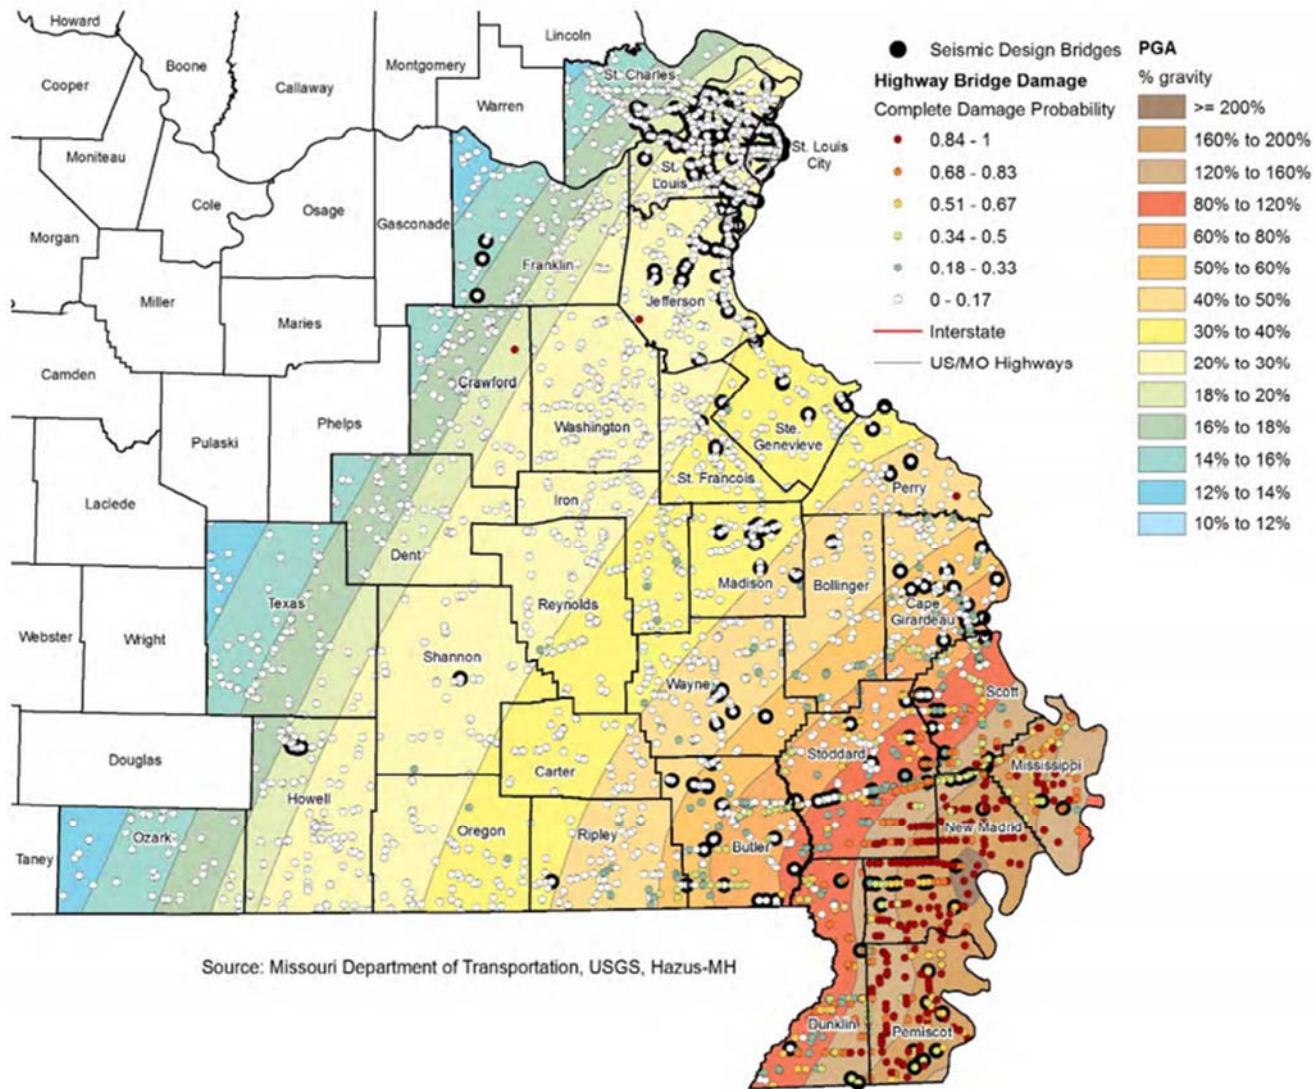 Howard
Lincoln
Boone
Montgomery
Cooper
Callaway
St. Charles
Warren
Moniteau
St. Louis
City
St.
Louis
Cole
Osage
Gasconade
Morgan
Franklin
Miller
Jefferson
Maries
Camden
Crawford
Phelps
Washington
Ste.
Genevieve
Pulaski
St. Francois
Perry
Laclede
Iron
Dent
Madison
Bollinger
Texas
Reynolds
Cape
Girardeau
Webster
Wright
Shannon
Wayne
Scott
Douglas
Stoddard
Mississippi
Carter
Howell
Ozark
Oregon
Ripley
New Madrid
Taney
Butler
Dunklin
Pemiscot
Seismic Design Bridges
Highway Bridge Damage
Complete Damage Probability
0.84 - 1
0.68 - 0.83
0.51 - 0.67
0.34 - 0.5
0.18 - 0.33
0 - 0.17
Interstate
US/MO Highways
PGA
% gravity
>= 200%
160% to 200%
120% to 160%
80% to 120%
60% to 80%
50% to 60%
40% to 50%
30% to 40%
20% to 30%
18% to 20%
16% to 18%
14% to 16%
12% to 14%
10% to 12%
Source: Missouri Department of Transportation, USGS, Hazus-MH